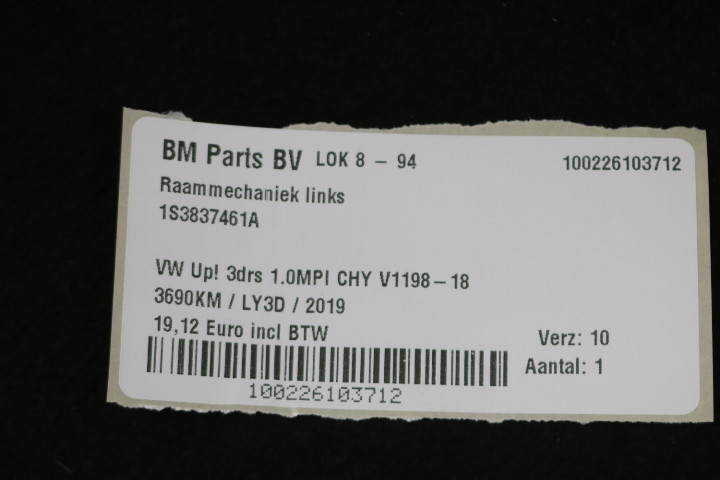 BM Parts BV LOK 8 - 94 100226103712
Raammechaniek links
1S3837461A
VW Up! 3drs 1.0MPI CHY V1198-18
3690KM / LY3D / 2019
19,12 Euro incl BTW
Verz: 10
Aantal: 1
100226103712